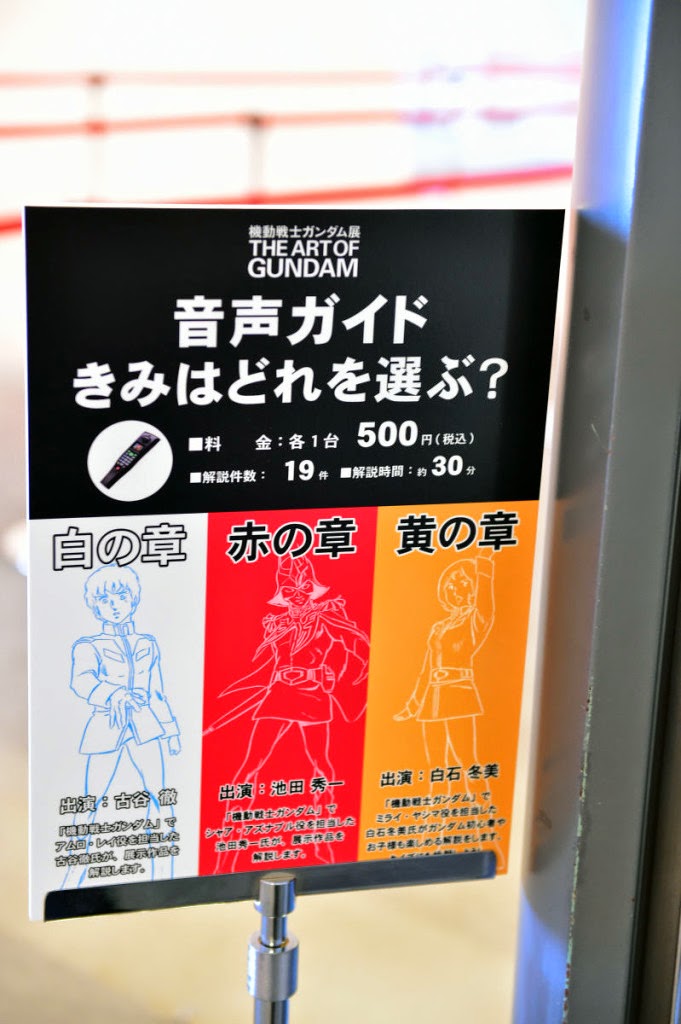 機動戦士ガンダム展
THE ART OF
GUNDAM
音声ガイド
きみはどれを選ぶ？
■料 金：各1台 500円（税込）
■解説件数： 19件 ■解説時間：約30分
白の章
出演：古谷 徹
「機動戦士ガンダム」で
アムロ・レイ役を担当した
古谷徹氏が、展示作品を
解説します。
赤の章
出演：池田 秀一
「機動戦士ガンダム」で
シャア・アズナブル役を担当した
池田秀一氏が、展示作品を
解説します。
黄の章
出演：白石 冬美
「機動戦士ガンダム」で
ミライ・ヤシマ役を担当した
白石冬美氏がガンダム初心者や
お子様も楽しめる解説をします。